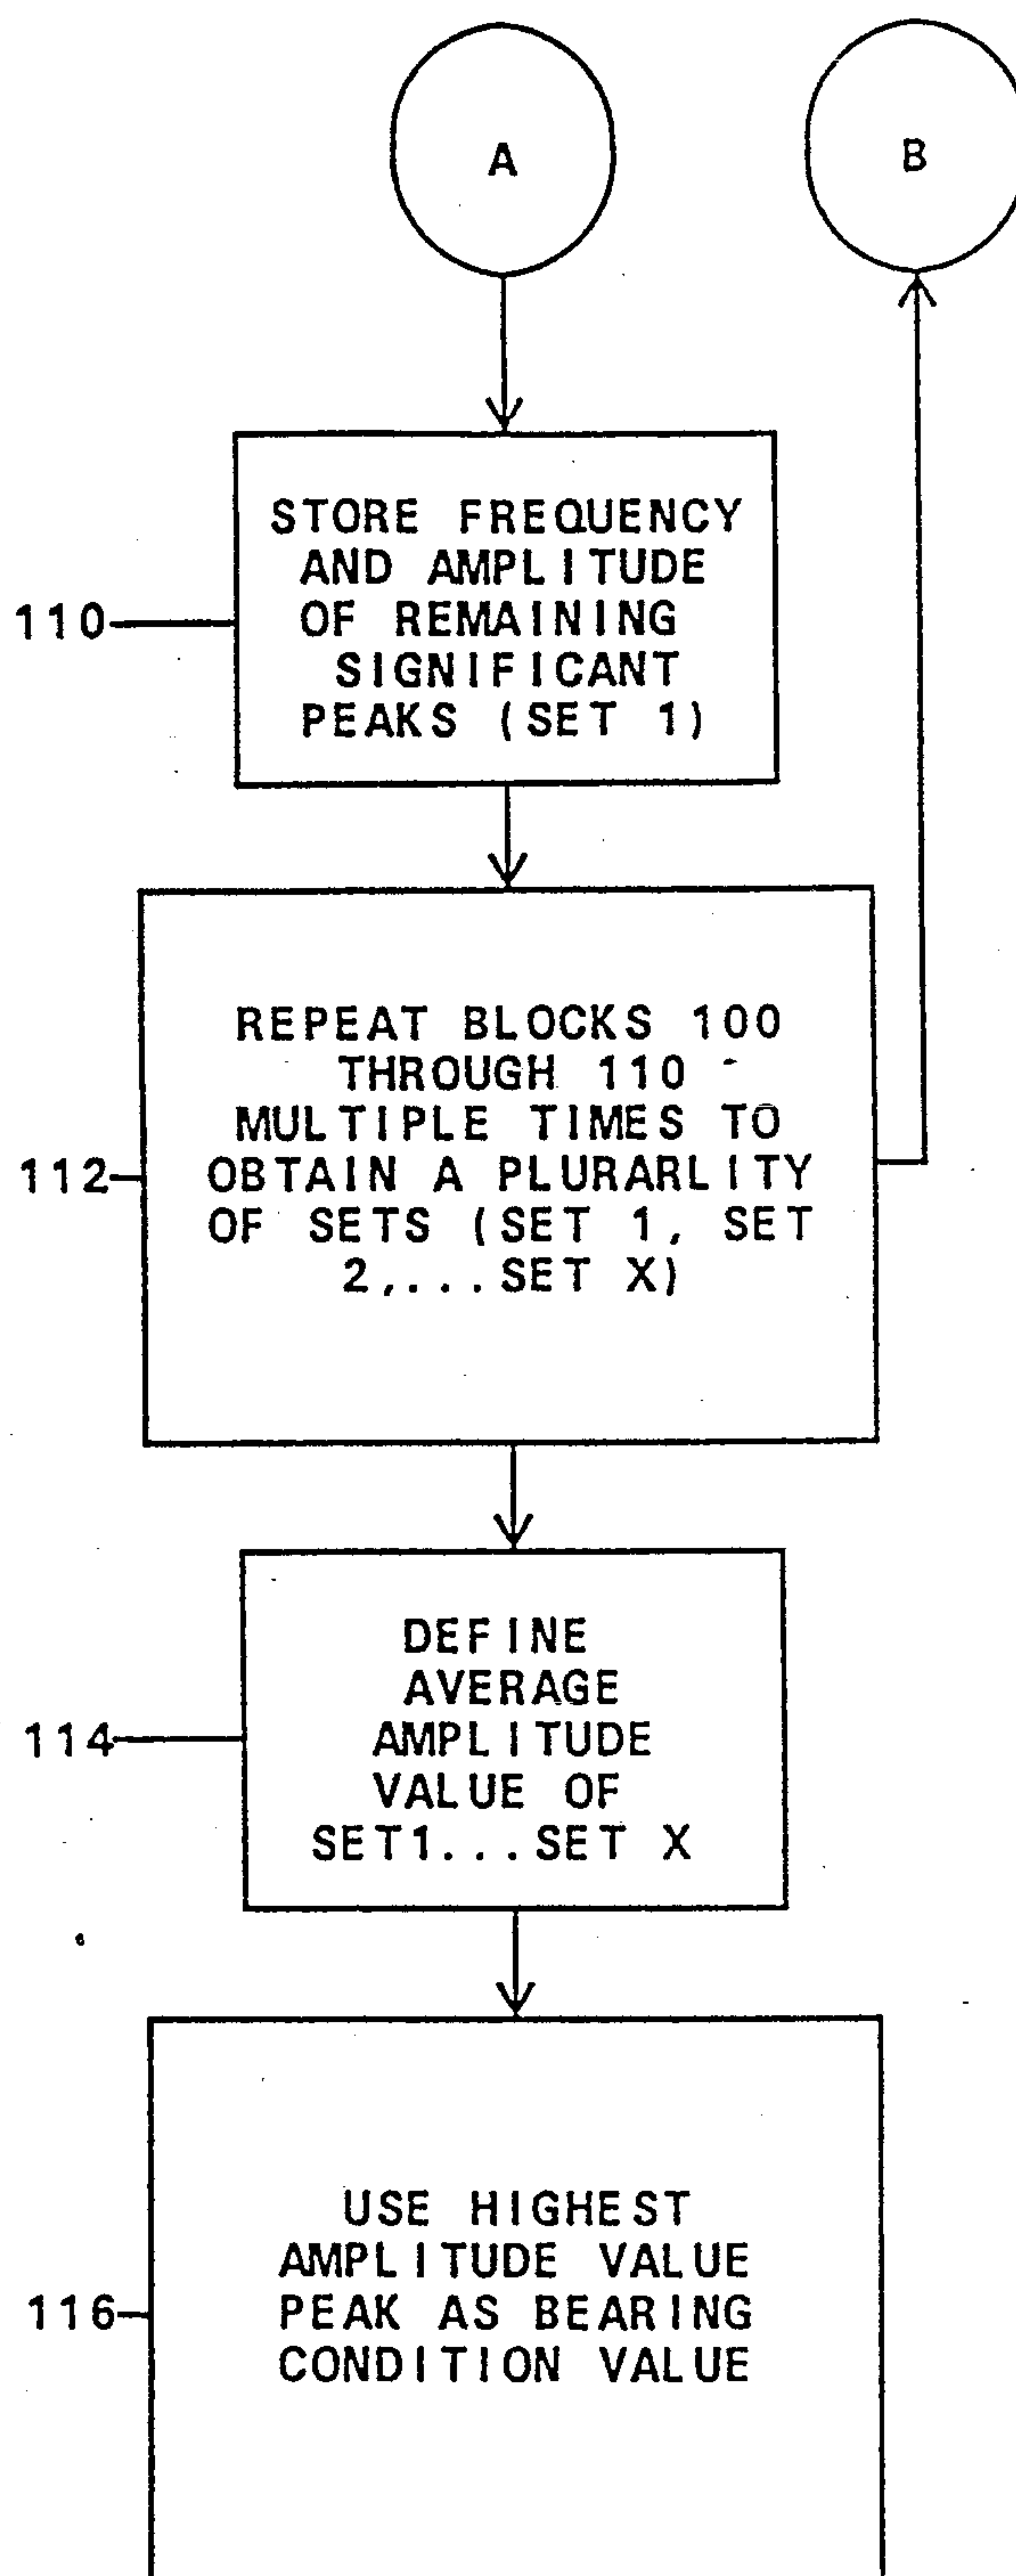 A
B
STORE FREQUENCY
AND AMPLITUDE
OF REMAINING
SIGNIFICANT
PEAKS (SET 1)
110
REPEAT BLOCKS 100
THROUGH 110
MULTIPLE TIMES TO
OBTAIN A PLURARLITY
OF SETS (SET 1, SET
2,...SET X)
112
DEFINE
AVERAGE
AMPLITUDE
VALUE OF
SET1...SET X
114
USE HIGHEST
AMPLITUDE VALUE
PEAK AS BEARING
CONDITION VALUE
116